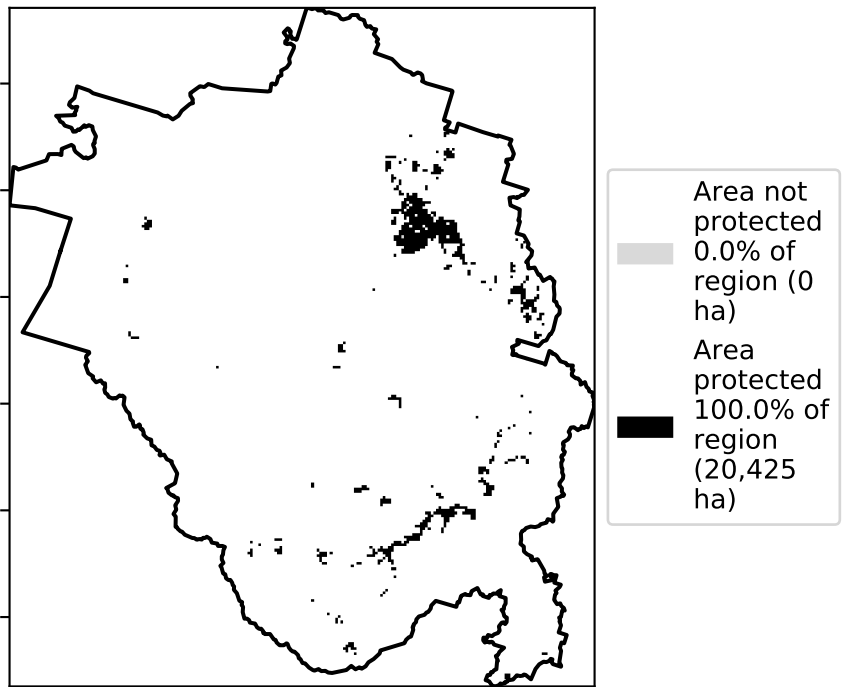 Area not
protected
0.0% of
region (0
ha)
Area
protected
100.0% of
region
(20,425
ha)